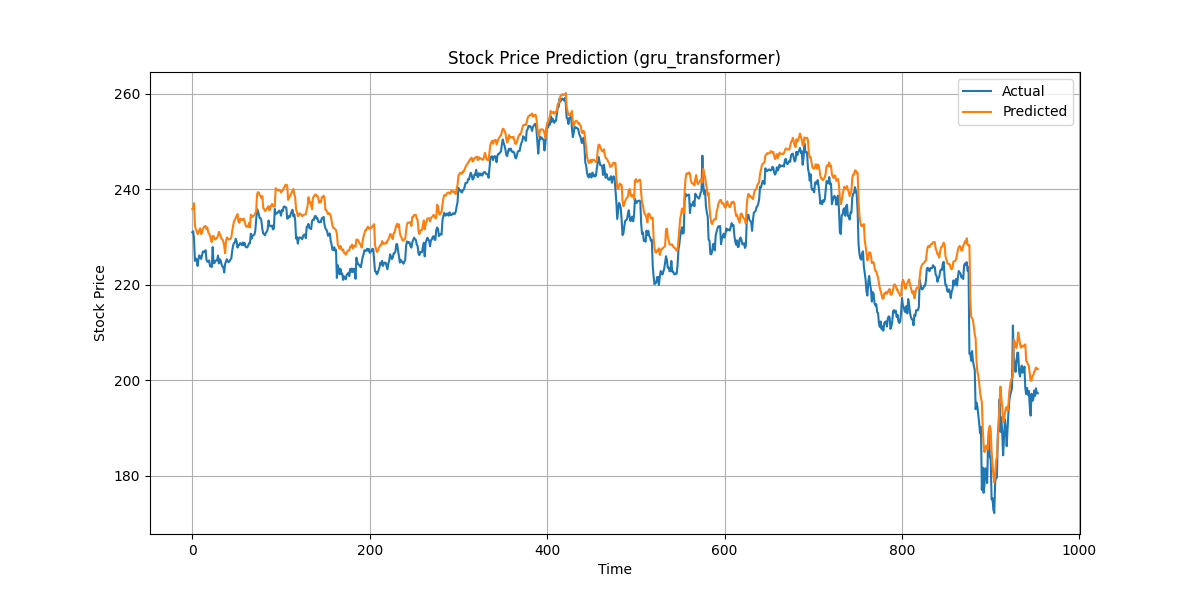 Stock Price Prediction (gru_transformer)
Actual
Predicted
Stock Price
260
240
220
200
180
0 200 400 600 800 1000
Time